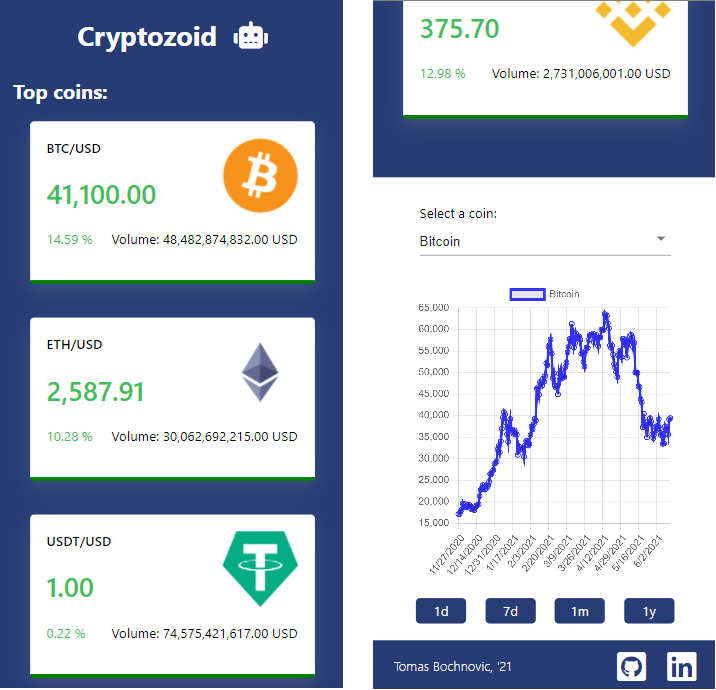 Cryptozoid
Top coins:
BTC/USD
41,100.00
14.59 % Volume: 48,482,874,832.00 USD
ETH/USD
2,587.91
10.28 % Volume: 30,062,692,215.00 USD
USDT/USD
1.00
0.22 % Volume: 74,575,421,617.00 USD
375.70
12.98 % Volume: 2,731,006,001.00 USD
Select a coin:
Bitcoin
Bitcoin
65,000
60,000
55,000
50,000
45,000
40,000
35,000
30,000
25,000
20,000
15,000
11/27/2020 12/14/2020 12/31/2020 1/17/2021 2/3/2021 2/20/2021 3/9/2021 3/26/2021 4/12/2021 4/29/2021 5/16/2021 6/2/2021
1d 7d 1m 1y
Tomas Bochnovic, '21